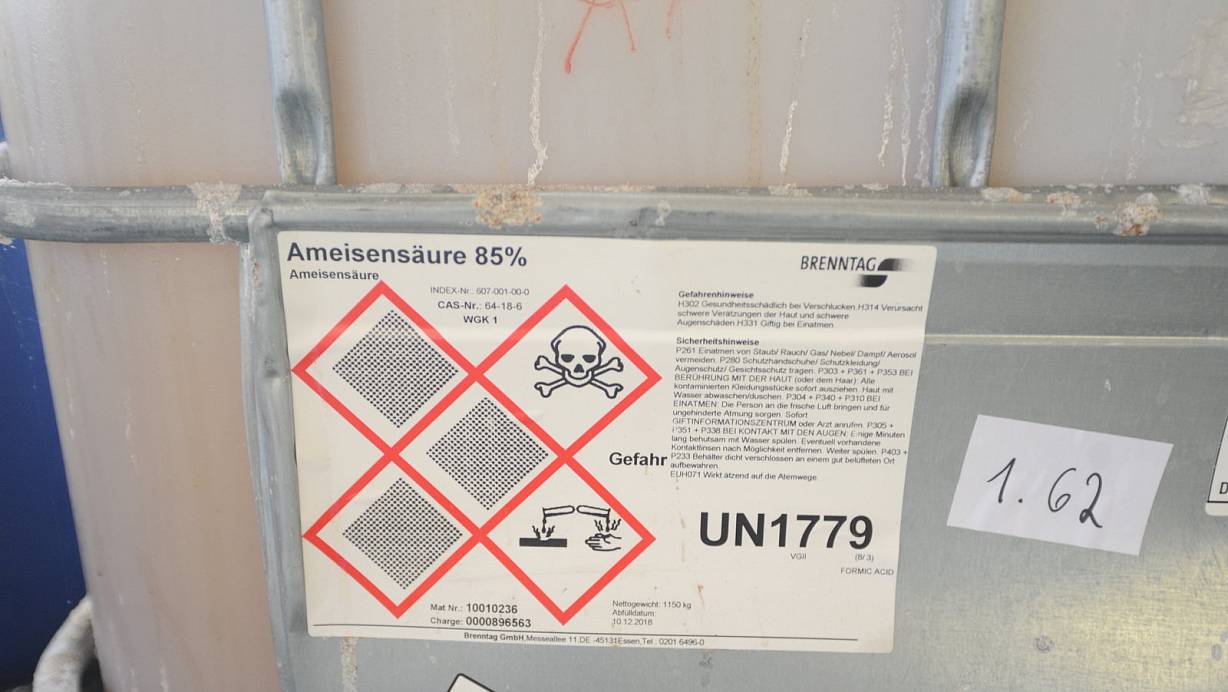 Ameisensäure 85%
Ameisensäure
INDEX-Nr.: 607-001-00-0
CAS-Nr.: 64-18-6
WGK 1
BRENNTAG
Gefahrenhinweise
H302 Gesundheitsschädlich bei Verschlucken.H314 Verursacht
schwere Verätzungen der Haut und schwere
Augenschäden.H331 Giftig bei Einatmen.
Sicherheitshinweise
P261 Einatmen von Staub/ Rauch/ Gas/ Nebel/ Dampf/ Aerosol
vermeiden. P280 Schutzhandschuhe/ Schutzkleidung/
Augenschutz/ Gesichtsschutz tragen. P303 + P361 + P353 BEI
BERÜHRUNG MIT DER HAUT (oder dem Haar): Alle
kontaminierten Kleidungsstücke sofort ausziehen. Haut mit
Wasser abwaschen/duschen. P304 + P340 + P310 BEI
EINATMEN: Die Person an die frische Luft bringen und für
ungehinderte Atmung sorgen. Sofort
GIFTINFORMATIONSZENTRUM oder Arzt anrufen. P305 +
P351 + P338 BEI KONTAKT MIT DEN AUGEN: Einige Minuten
lang behutsam mit Wasser spülen. Eventuell vorhandene
Kontaktlinsen nach Möglichkeit entfernen. Weiter spülen. P403 +
P233 Behälter dicht verschlossen an einem gut belüfteten Ort
aufbewahren.
EUH071 Wirkt ätzend auf die Atemwege.
Gefahr
UN1779
VGII
(8/3)
FORMIC ACID
Mat Nr.: 10010236
Charge: 0000896563
Nettogewicht: 1150 kg
Abfülldatum:
10.12.2018
Brenntag GmbH,Messeallee 11,DE -45131Essen,Tel.: 0201 6496-0
1.62
D